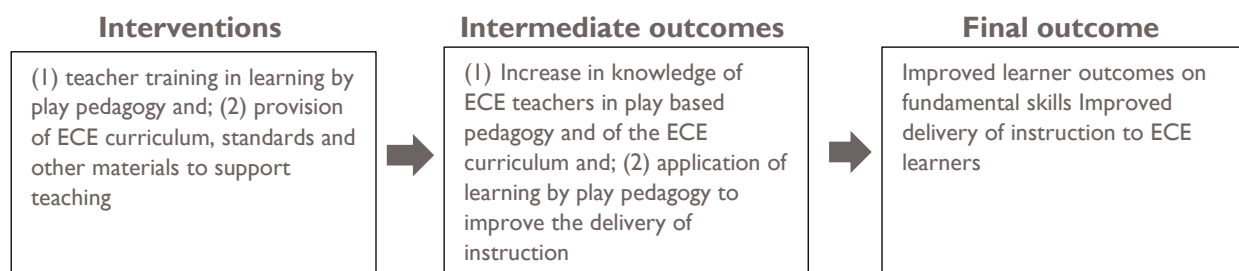 Interventions
(1) teacher training in learning by
play pedagogy and; (2) provision
of ECE curriculum, standards and
other materials to support
teaching
Intermediate outcomes
(1) Increase in knowledge of
ECE teachers in play based
pedagogy and of the ECE
curriculum and; (2) application of
learning by play pedagogy to
improve the delivery of
instruction
Final outcome
Improved learner outcomes on
fundamental skills Improved
delivery of instruction to ECE
learners